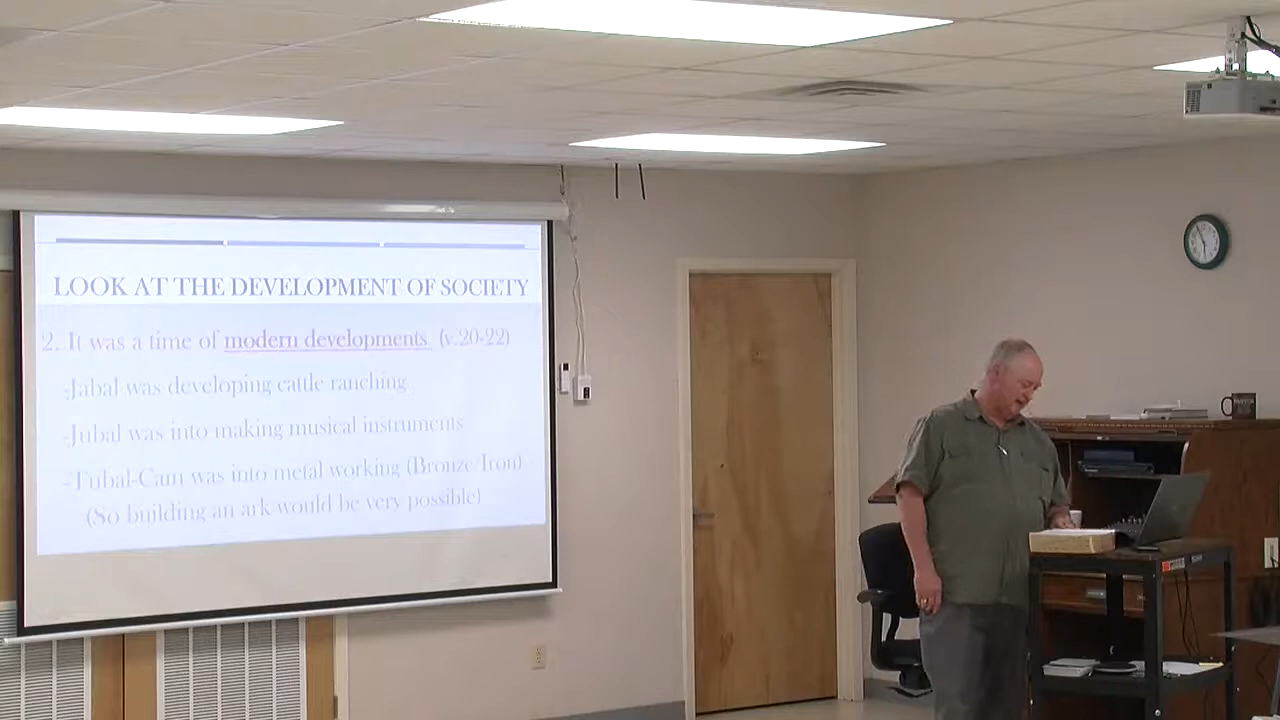 LOOK AT THE DEVELOPMENT OF SOCIETY
2. It was a time of modern developments (v.20-22)
-Jabal was developing cattle ranching
-Jubal was into making musical instruments
-Tubal-Cain was into metal working (Bronze/Iron)
(So building an ark would be very possible)